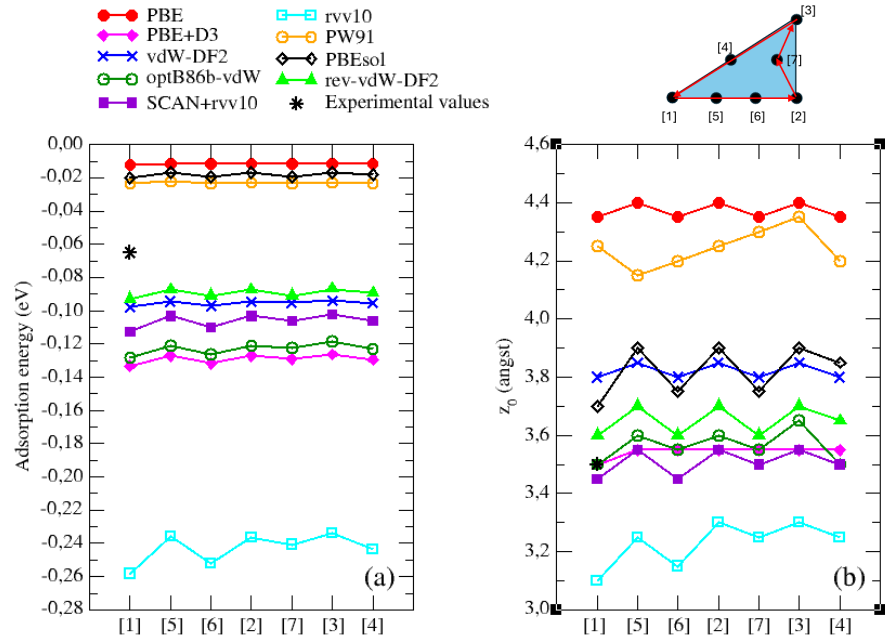 PBE
PBE+D3
vdW-DF2
optB86b-vdW
SCAN+rvv10
rvv10
PW91
PBEsol
rev-vdW-DF2
Experimental values
[3]
[4]
[7]
[1] [5] [6] [2]
Adsorption energy (eV)
0,00
-0,02
-0,04
-0,06
-0,08
-0,10
-0,12
-0,13
-0,16
-0,20
-0,22
-0,24
-0,26
-0,28
[1] [5] [6] [2] [7] [3] [4]
(a)
z0 (angst)
4,6
4,4
4,2
4,0
3,8
3,6
3,4
3,2
3,0
[1] [5] [6] [2] [7] [3] [4]
(b)